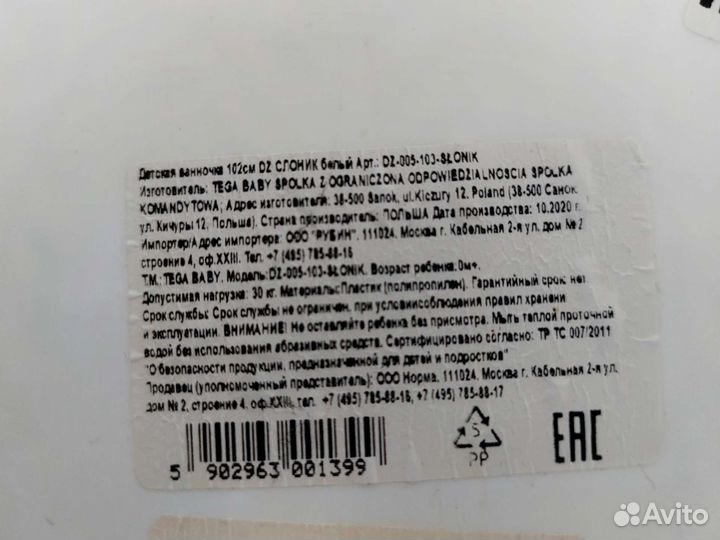 Детская ванночка 102см DZ СЛОНИК белый Арт.: DZ-005-103-SŁONIK
Изготовитель: TEGA BABY SPOLKA Z OGRANICZONA ODPOWIEDZIALNOSCIA SPOLKA
KOMANDYTOWA; Адрес изготовителя: 38-500 Sanok, ul.Kiczury 12, Poland (38-500 Санок,
ул. Кичуры 12, Польша). Страна производитель: ПОЛЬША Дата производства: 10.2020 г.
Импортер/Адрес импортера: ООО "РУБИН", 111024, Москва г. Кабельная 2-я ул. дом № 2,
строение 4, оф.XXIII, Тел. +7 (495) 785-88-16
Т.М.: TEGA BABY, Модель: DZ-005-103-SŁONIK. Возраст ребенка: 0м+.
Допустимая нагрузка: 30 кг. Материалы:Пластик (полипропилен). Гарантийный срок: нет.
Срок службы: Срок службы не ограничен, при условиисоблюдения правил хранени
и эксплуатации. ВНИМАНИЕ! Не оставляйте ребенка без присмотра. Мыть теплой проточной
водой без использования абразивных средств. Сертифицировано согласно: ТР ТС 007/2011
"О безопасности продукции, предназначенной для детей и подростков"
Продавец (уполномоченный представитель): ООО Норма, 111024, Москва г. Кабельная 2-я ул.,
дом № 2, строение 4, оф.XXIII, тел. +7 (495) 785-88-16, +7 (495) 785-88-17
5
PP
EAC
5 902963 001399
Avito